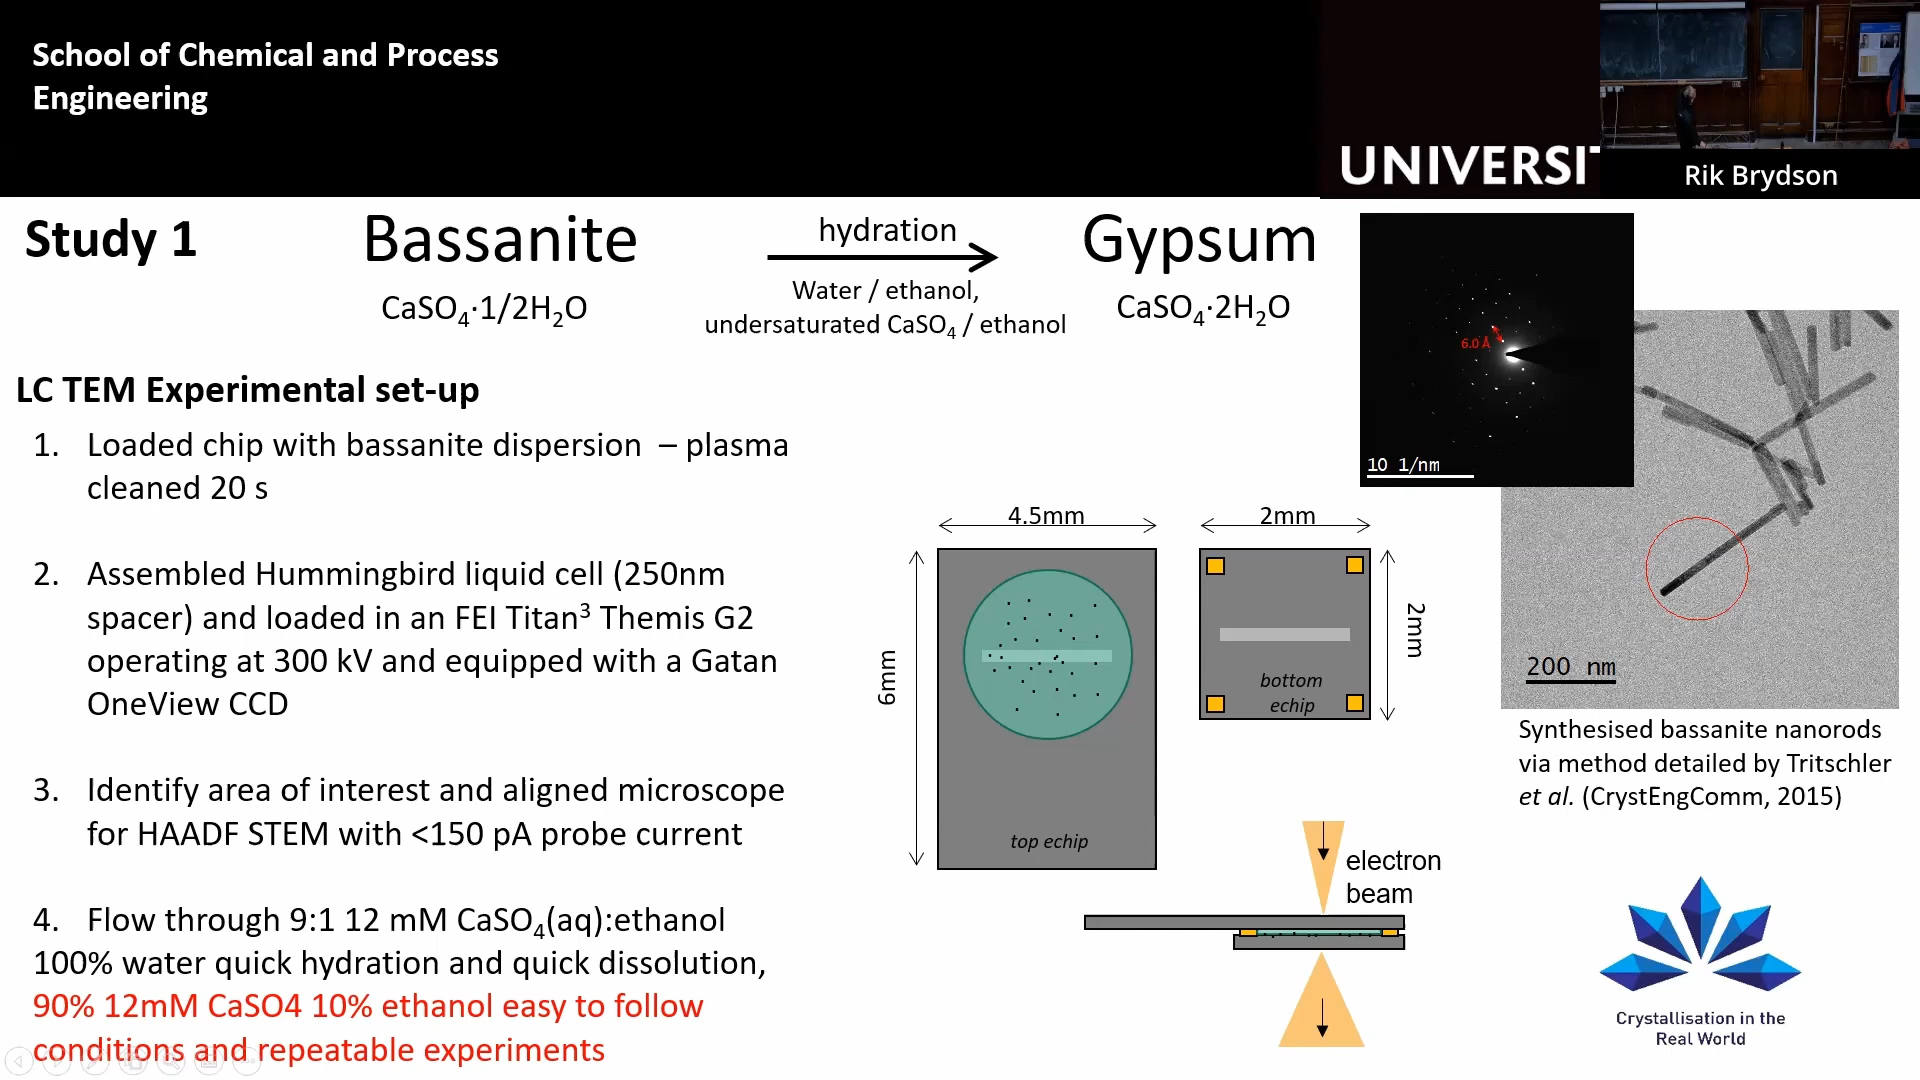 School of Chemical and Process
Engineering
UNIVERSIT
Rik Brydson
Study 1
Bassanite
CaSO₄·1/2H₂O
hydration
Water / ethanol,
undersaturated CaSO₄ / ethanol
Gypsum
CaSO₄·2H₂O
6.0 Å
10 1/nm
LC TEM Experimental set-up
1. Loaded chip with bassanite dispersion – plasma
cleaned 20 s
2. Assembled Hummingbird liquid cell (250nm
spacer) and loaded in an FEI Titan³ Themis G2
operating at 300 kV and equipped with a Gatan
OneView CCD
3. Identify area of interest and aligned microscope
for HAADF STEM with <150 pA probe current
4. Flow through 9:1 12 mM CaSO₄(aq):ethanol
100% water quick hydration and quick dissolution,
90% 12mM CaSO4 10% ethanol easy to follow
conditions and repeatable experiments
4.5mm
6mm
top echip
2mm
2mm
bottom
echip
electron
beam
200 nm
Synthesised bassanite nanorods
via method detailed by Tritschler
et al. (CrystEngComm, 2015)
Crystallisation in the
Real World